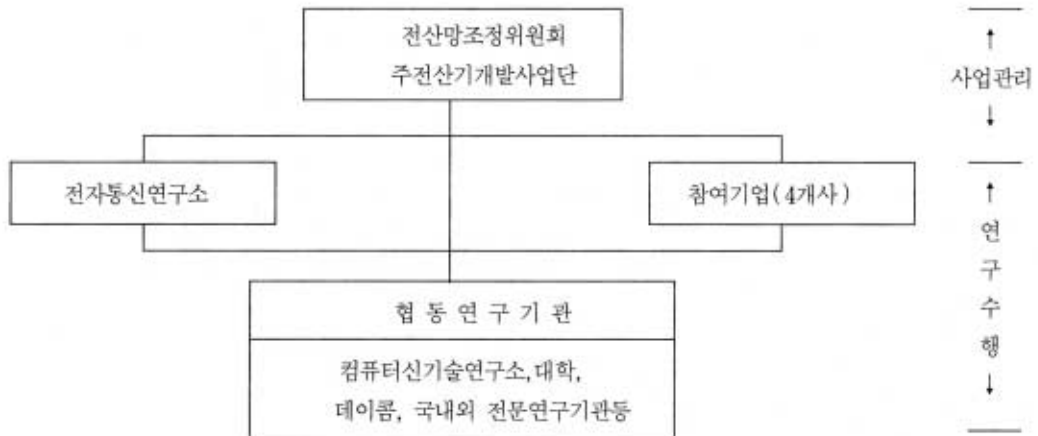 전산망조정위원회
주전산기개발사업단
사업관리
전자통신연구소
참여기업(4개사)
연
구
수
행
협 동 연 구 기 관
컴퓨터신기술연구소,대학,
데이콤, 국내외 전문연구기관등